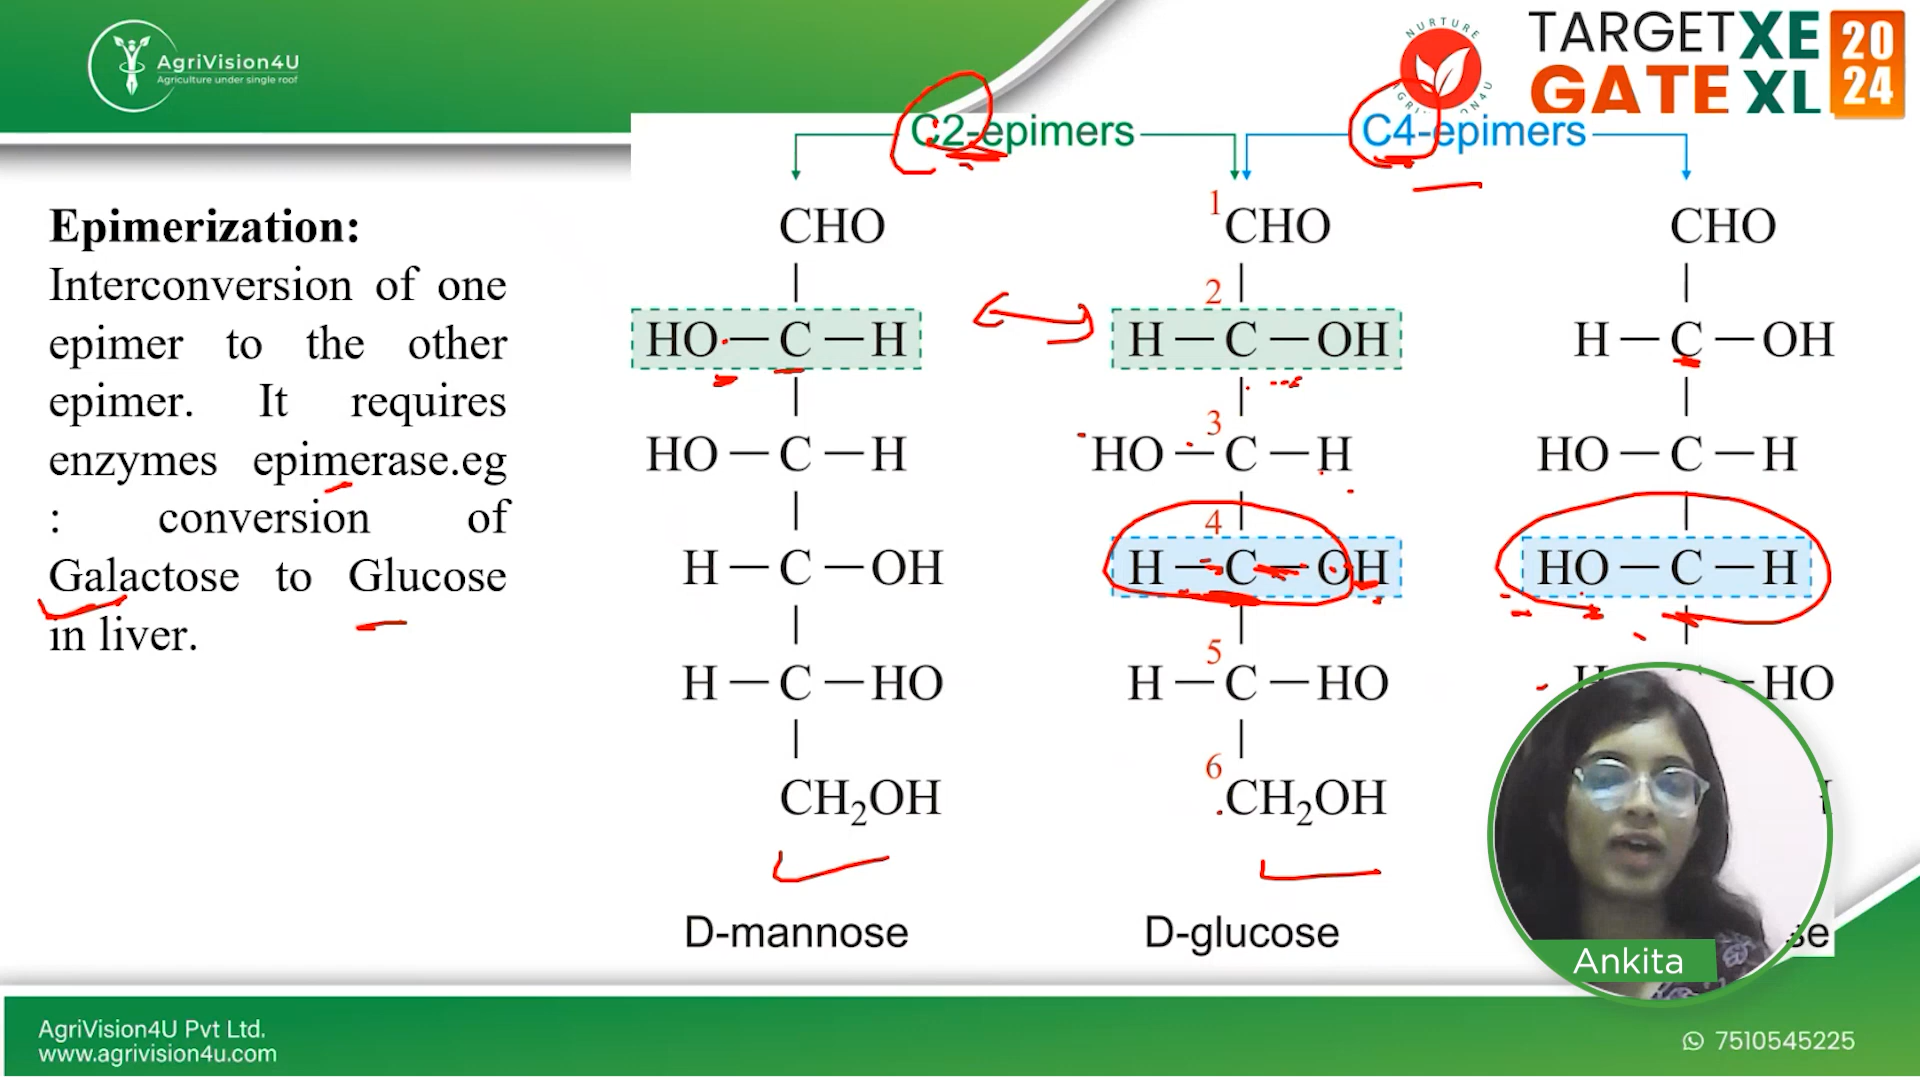 AgriVision4U
Agriculture under single roof
NURTURE
TARGET XE
GATE XL
20
24
C2-epimers
C4-epimers
Epimerization:
Interconversion of one
epimer to the other
epimer. It requires
enzymes epimerase.eg
: conversion of
Galactose to Glucose
in liver.
CHO
HO—C—H
HO—C—H
H—C—OH
H—C—HO
CH₂OH
D-mannose
1 CHO
2
H—C—OH
3
HO—C—H
4
H—C—OH
5
H—C—HO
6
CH₂OH
D-glucose
CHO
H—C—OH
HO—C—H
HO—C—H
HO
Ankita
AgriVision4U Pvt Ltd.
www.agrivision4u.com
7510545225